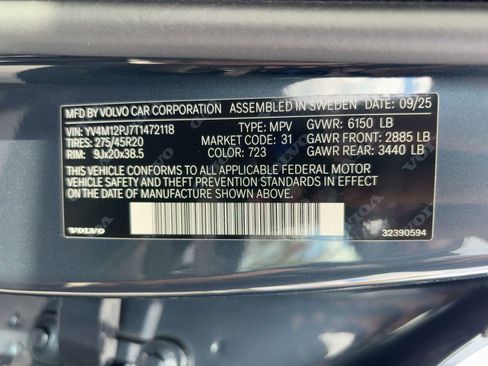 MFD BY VOLVO CAR CORPORATION ASSEMBLED IN SWEDEN DATE: 09/25
VIN: YV4M12PJ7T1472118 TYPE: MPV GVWR: 6150 LB
TIRES: 275/45R20 MARKET CODE: 31 GAWR FRONT: 2885 LB
RIM: 9Jx20x38.5 COLOR: 723 GAWR REAR: 3440 LB
THIS VEHICLE CONFORMS TO ALL APPLICABLE FEDERAL MOTOR
VEHICLE SAFETY AND THEFT PREVENTION STANDARDS IN EFFECT
ON THE DATE OF MANUFACTURE SHOWN ABOVE.
VOLVO 32390594